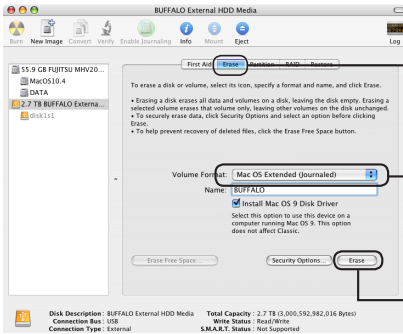 BUFFALO External HDD Media
Burn New Image Convert Verify Enable Journaling Info Mount Eject Log
55.9 GB FUJITSU MHV20...
MacOS10.4
DATA
2.7 TB BUFFALO Externa...
disk1s1
First Aid Erase Partition RAID Restore
To erase a disk or volume, select its icon, specify a format and name, and click Erase.
• Erasing a disk erases all data and volumes on a disk, leaving the disk empty. Erasing a
selected volume erases that volume only, leaving other volumes on the disk unchanged.
• To securely erase data, click Security Options and select an option before clicking
Erase.
• To help prevent recovery of deleted files, click the Erase Free Space button.
Volume Format: Mac OS Extended (Journaled)
Name: BUFFALO
Install Mac OS 9 Disk Driver
Select this option to use this device on a
computer running Mac OS 9. This option
does not affect Classic.
Erase Free Space... Security Options... Erase
Disk Description : BUFFALO External HDD Media Total Capacity : 2.7 TB (3,000,592,982,016 Bytes)
Connection Bus : USB Write Status : Read/Write
Connection Type : External S.M.A.R.T. Status : Not Supported